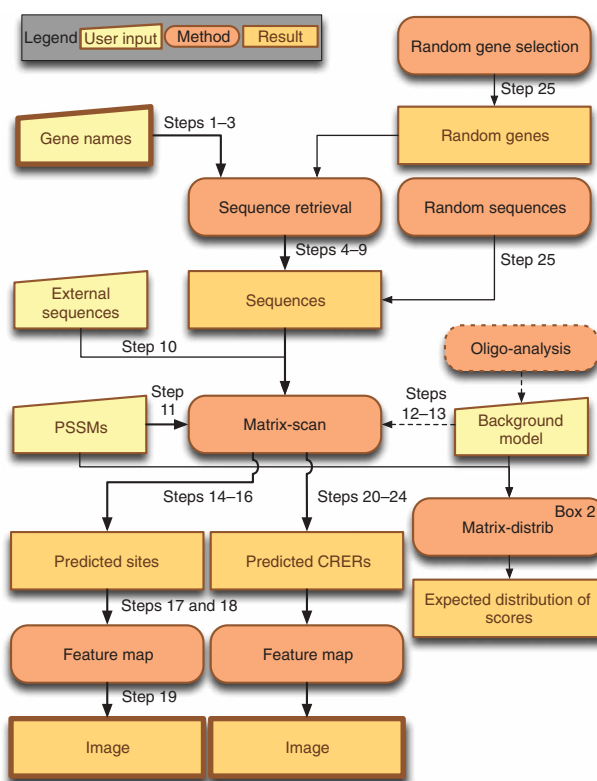 Legend User input Method Result
Random gene selection
Step 25
Gene names
Steps 1–3
Random genes
Sequence retrieval
Random sequences
Steps 4–9
Step 25
External
sequences
Sequences
Step 10
Oligo-analysis
PSSMs
Step
11
Matrix-scan
Steps
12–13
Background
model
Steps 14–16
Steps 20–24
Box 2
Matrix-distrib
Predicted sites
Predicted CRERs
Expected distribution of
scores
Steps 17 and 18
Feature map
Feature map
Step 19
Image
Image